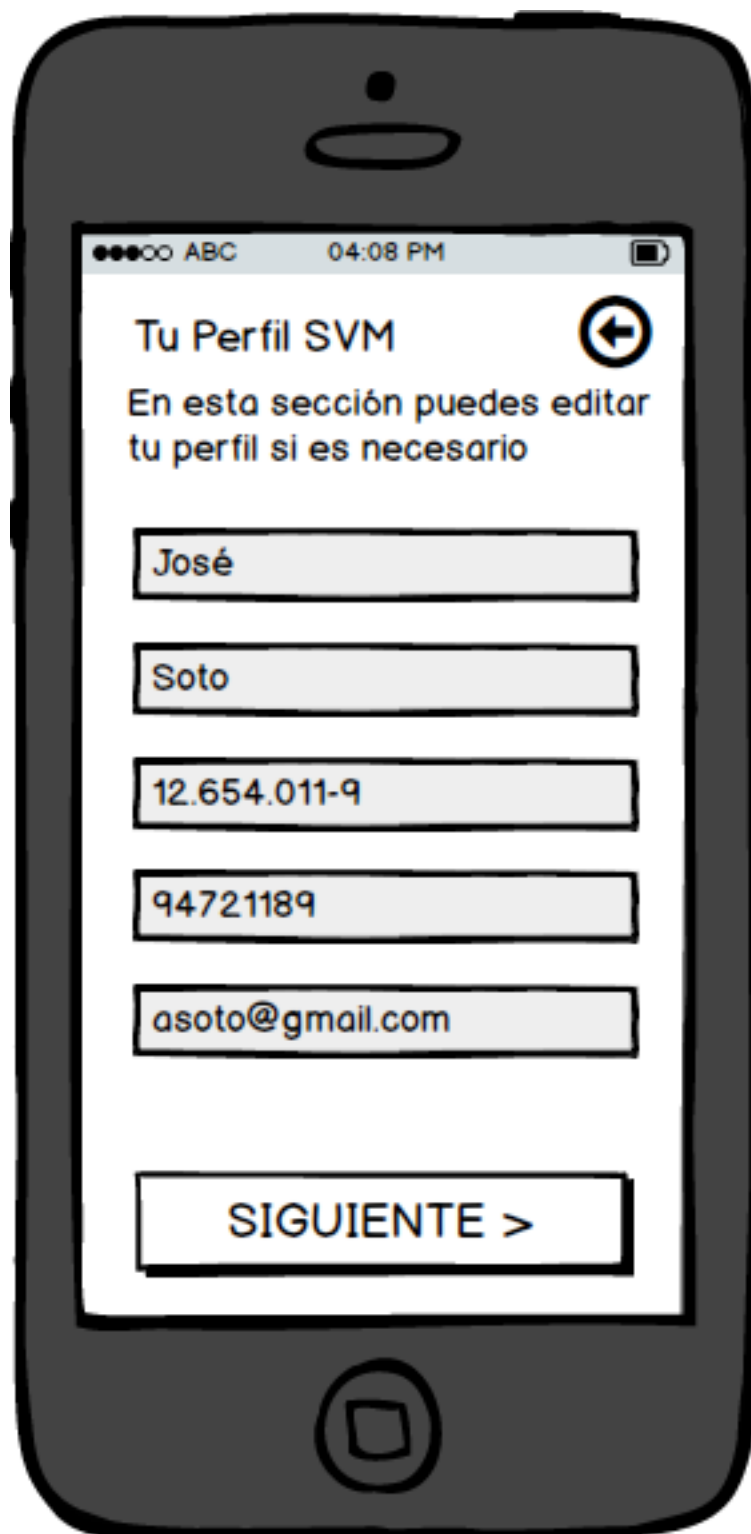 ABC 04:08 PM
Tu Perfil SVM
En esta sección puedes editar
tu perfil si es necesario
José
Soto
12.654.011-9
94721189
asoto@gmail.com
SIGUIENTE >